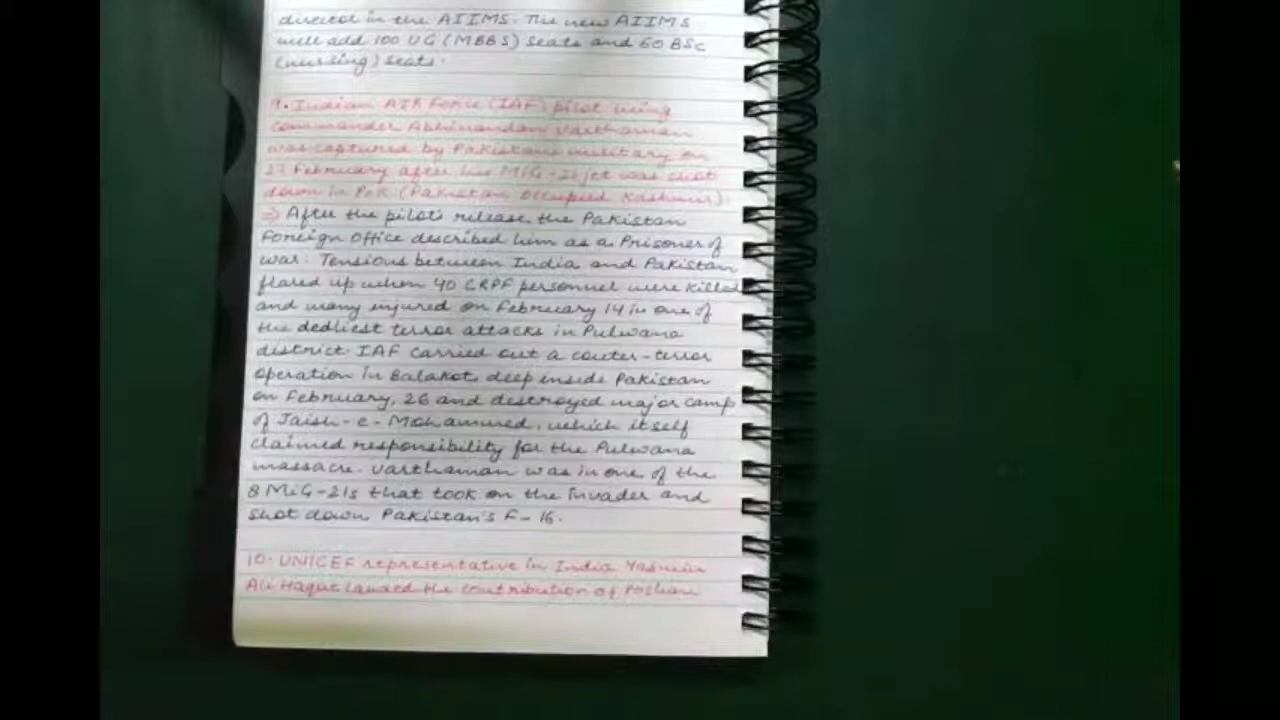 director in the AIIMS. The new AIIMS
will add 100 UG (MBBS) seats and 60 BSc
(nursing) seats.
9. Indian AIR Force (IAF) pilot wing
commander Abhinandan Varthaman
was captured by Pakistans military on
27 February after his MiG-21 jet was shot
down in PoK (Pakistan Occupied Kashmir).
⇒ After the pilot's release, the Pakistan
Foreign Office described him as a Prisoner of
war. Tensions between India and Pakistan
flared up when 40 CRPF personnel were killed
and many injured on February 14 in one of
the dedliest terror attacks in Pulwana
district. IAF carried out a couter-terror
operation in Balakot, deep inside Pakistan
on February, 26 and destroyed major camp
of Jaish-e-Mohammed, which itself
claimed responsibility for the Pulwana
massacre. Varthaman was in one of the
8 MiG-21s that took on the invader and
shot down Pakistan's F-16.
10. UNICEF representative in India Yasmin
Ali Haque lauded the contribution of Poshan